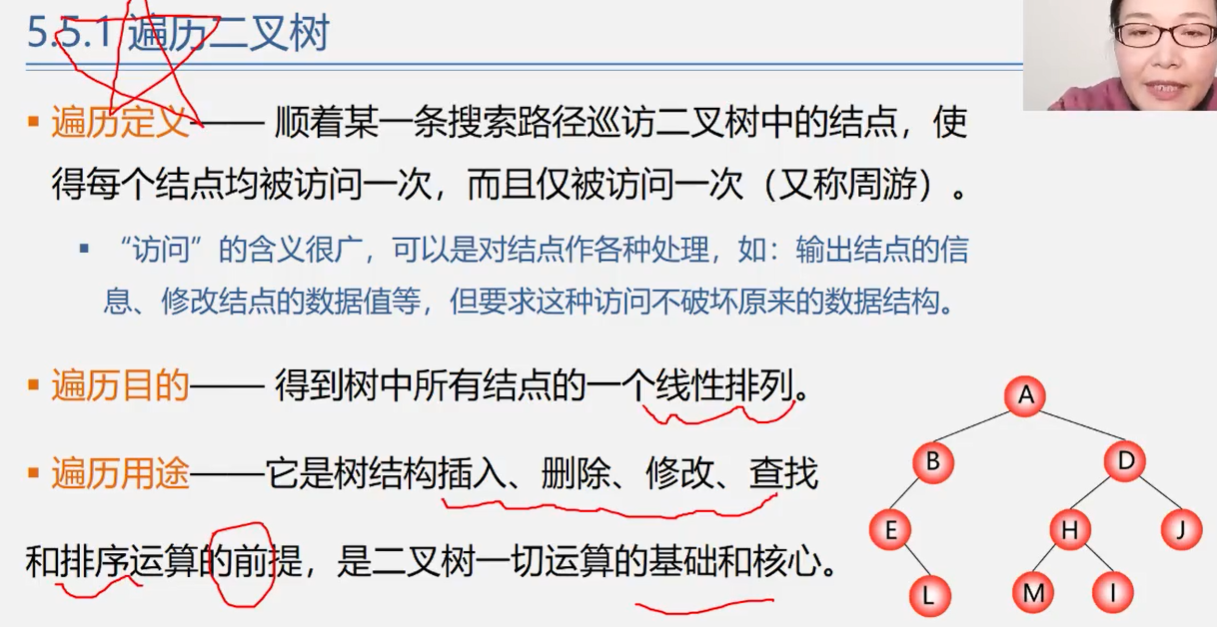 5.5.1 遍历二叉树
▪ 遍历定义—— 顺着某一条搜索路径巡访二叉树中的结点，使
得每个结点均被访问一次，而且仅被访问一次（又称周游）。
▪ “访问”的含义很广，可以是对结点作各种处理，如：输出结点的信
息、修改结点的数据值等，但要求这种访问不破坏原来的数据结构。
▪ 遍历目的—— 得到树中所有结点的一个线性排列。
▪ 遍历用途——它是树结构插入、删除、修改、查找
和排序运算的前提，是二叉树一切运算的基础和核心。
A
B D
E H J
L M I